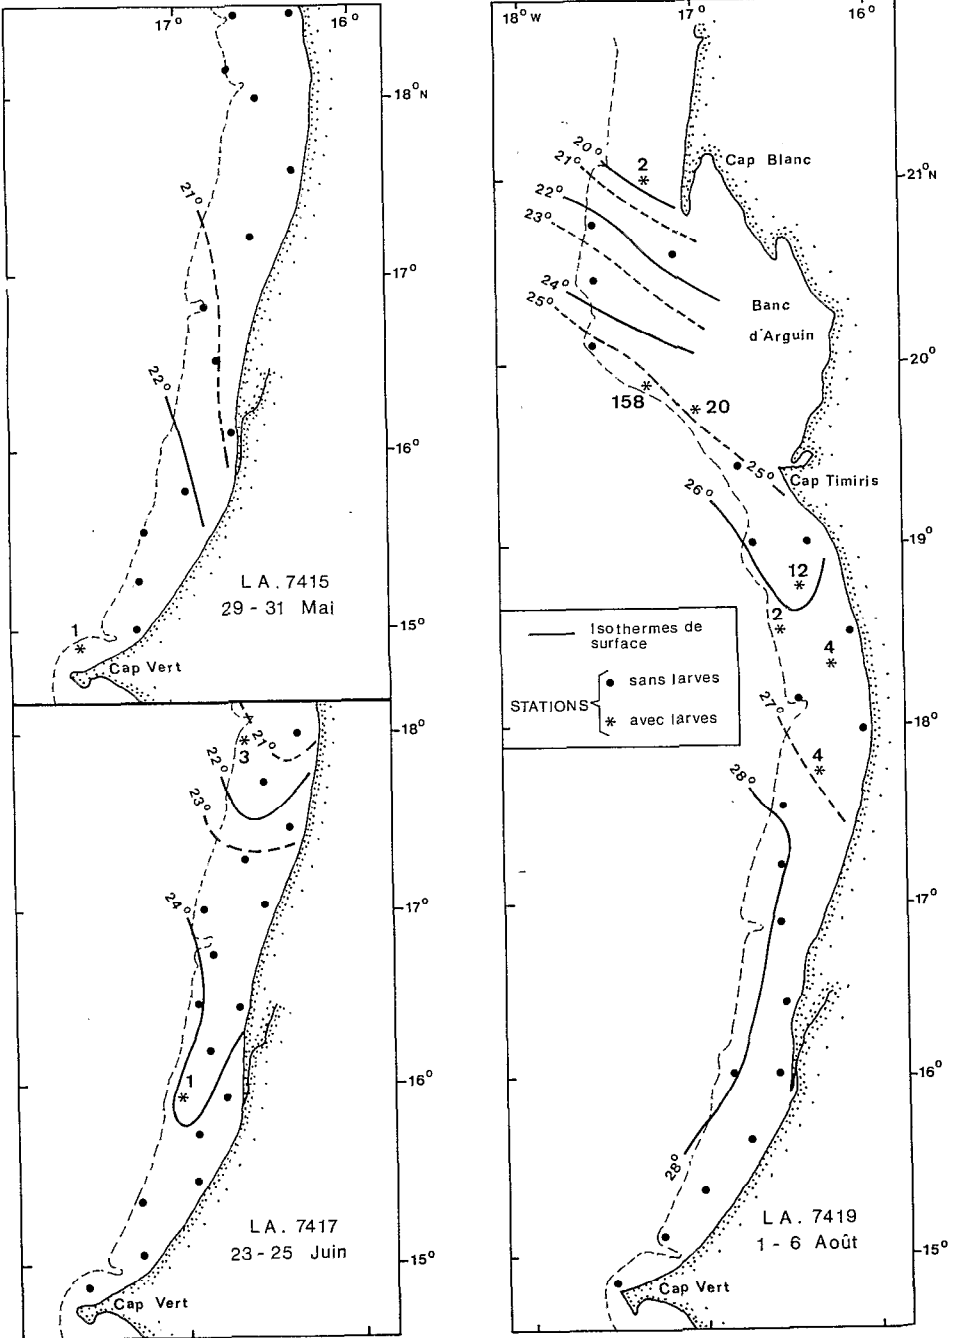 17° 16°
18°N
21°
17°
22°
16°
L A . 7415
29 - 31 Mai
1
15°
Cap Vert
18°
21°
3
22°
23°
24°
17°
1
16°
L A . 7417
23 - 25 Juin
15°
Cap Vert
18° W 17° 16°
20°
21°
2
Cap Blanc
21°N
22°
23°
24°
25°
Banc
d'Arguin
20°
158
20
25°
Cap Timiris
26°
19°
12
2
4
Isothermes de
surface
STATIONS
sans larves
avec larves
27°
18°
4
28°
17°
16°
28°
L A . 7419
1 - 6 Août
15°
Cap Vert